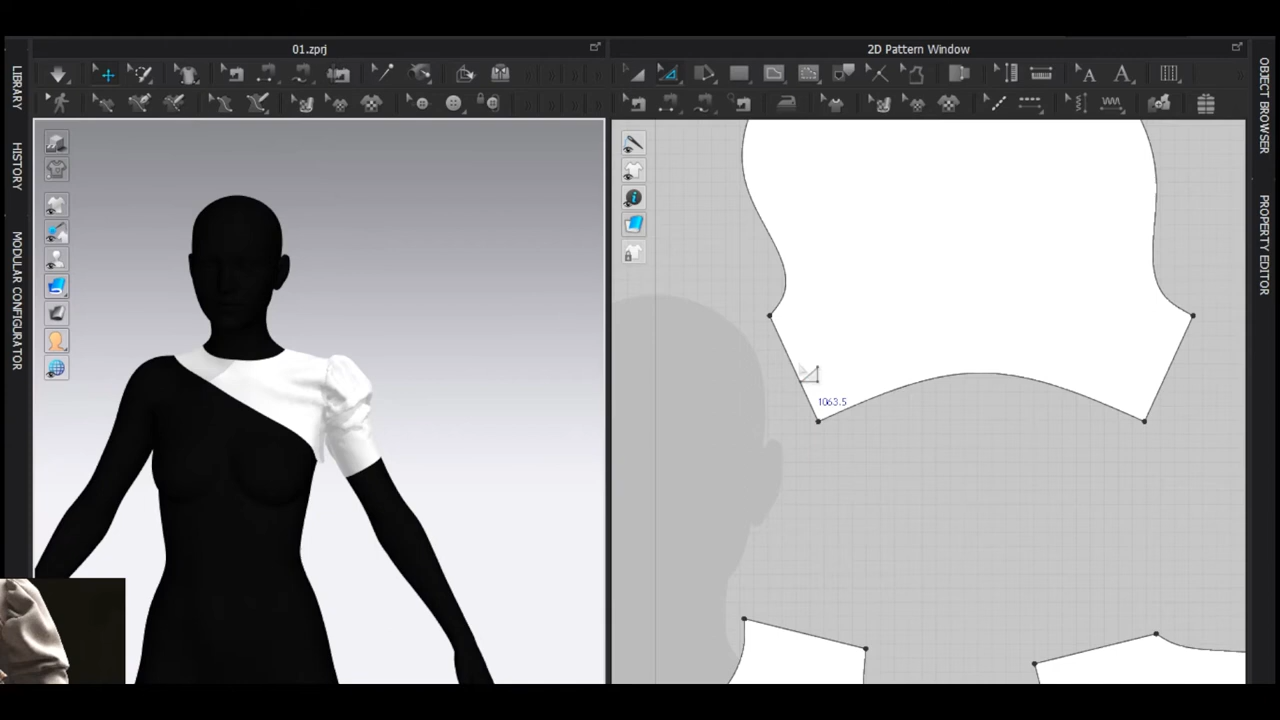 01.zprj
2D Pattern Window
LIBRARY
HISTORY
MODULAR CONFIGURATOR
OBJECT BROWSER
PROPERTY EDITOR
1063.5